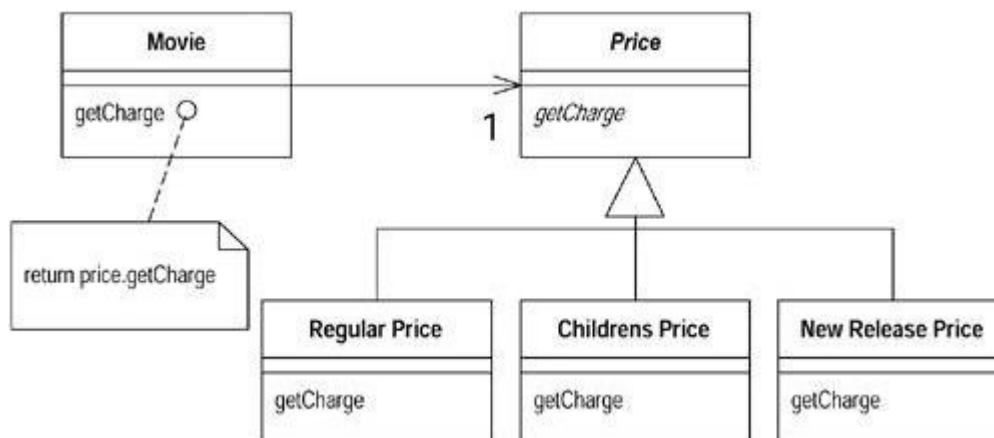 Movie
Price
getCharge
1
getCharge
return price.getCharge
Regular Price
Childrens Price
New Release Price
getCharge
getCharge
getCharge